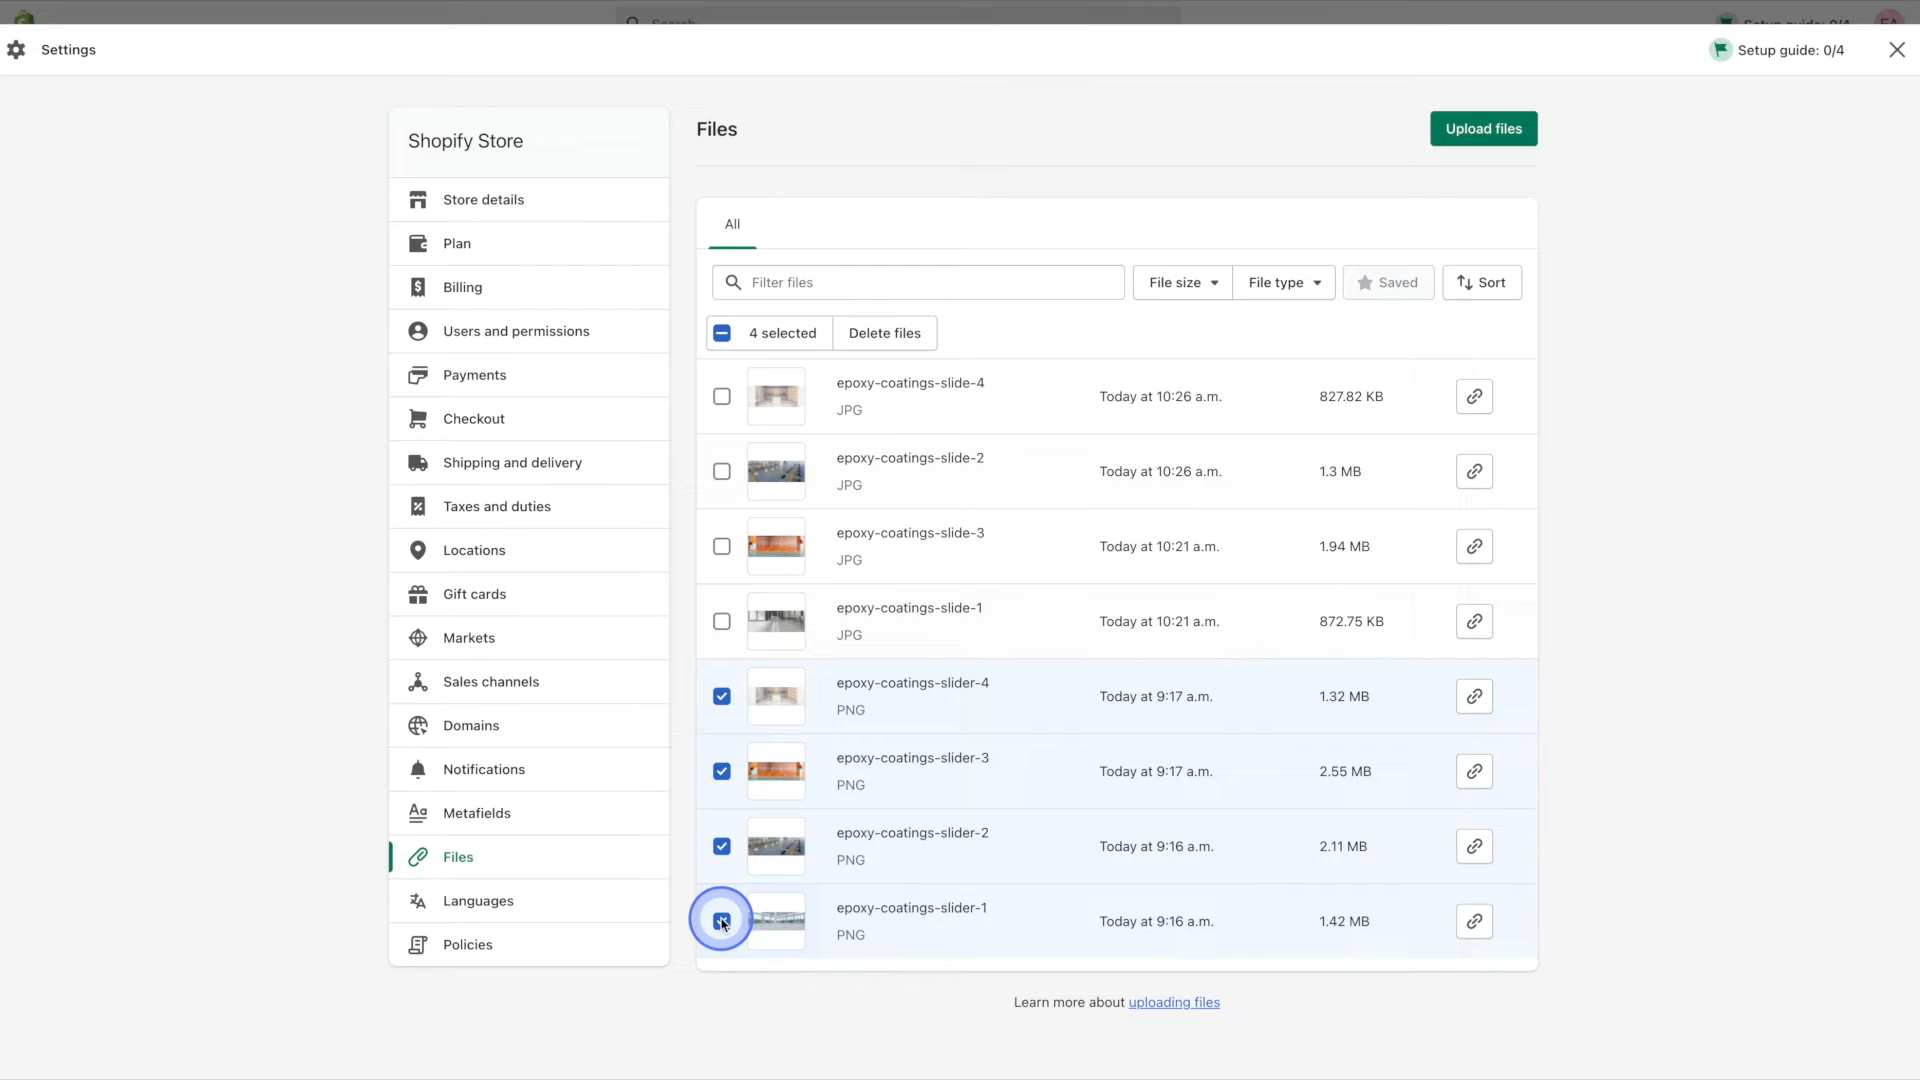 Search
Setup guide: 0/4
EA
Settings
Setup guide: 0/4
Shopify Store
Store details
Plan
Billing
Users and permissions
Payments
Checkout
Shipping and delivery
Taxes and duties
Locations
Gift cards
Markets
Sales channels
Domains
Notifications
Metafields
Files
Languages
Policies
Files
Upload files
All
Filter files
File size
File type
Saved
Sort
4 selected
Delete files
epoxy-coatings-slide-4
JPG
Today at 10:26 a.m.
827.82 KB
epoxy-coatings-slide-2
JPG
Today at 10:26 a.m.
1.3 MB
epoxy-coatings-slide-3
JPG
Today at 10:21 a.m.
1.94 MB
epoxy-coatings-slide-1
JPG
Today at 10:21 a.m.
872.75 KB
epoxy-coatings-slider-4
PNG
Today at 9:17 a.m.
1.32 MB
epoxy-coatings-slider-3
PNG
Today at 9:17 a.m.
2.55 MB
epoxy-coatings-slider-2
PNG
Today at 9:16 a.m.
2.11 MB
epoxy-coatings-slider-1
PNG
Today at 9:16 a.m.
1.42 MB
Learn more about uploading files